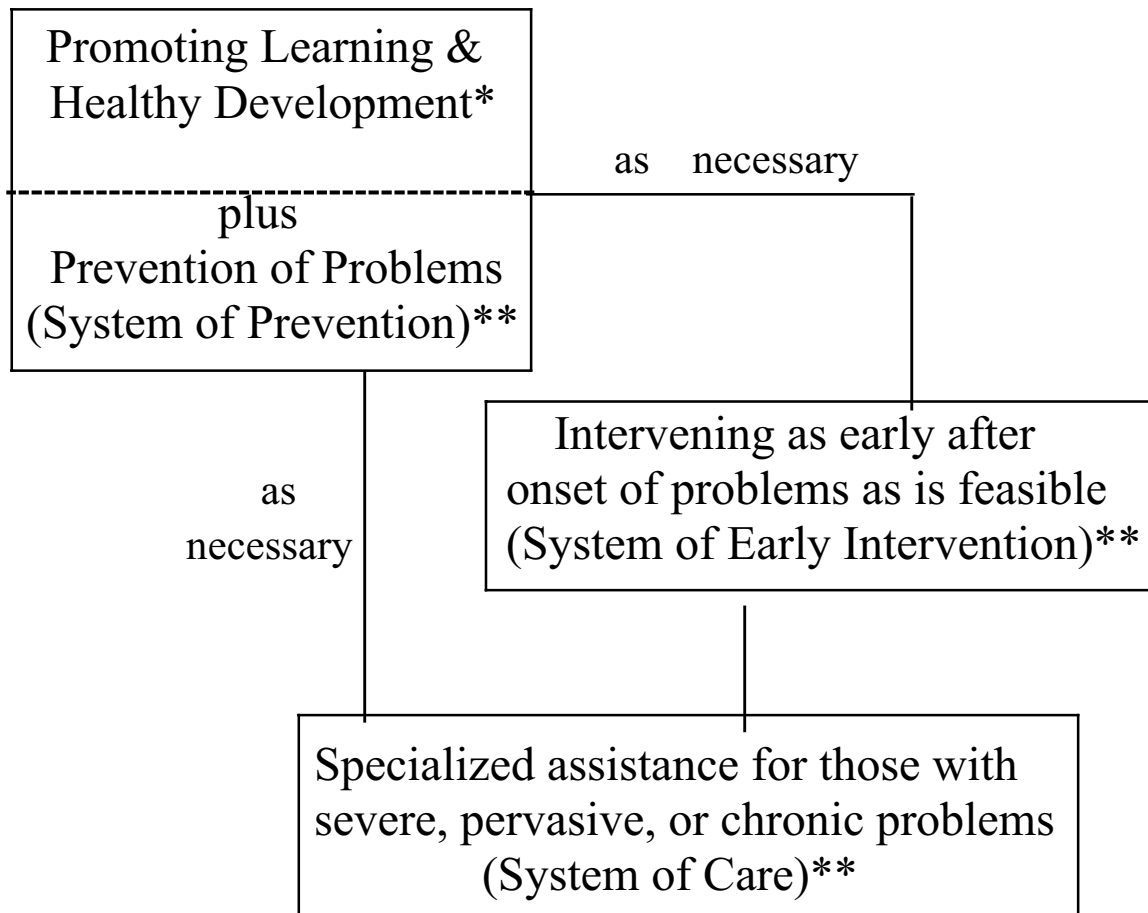 Promoting Learning &
Healthy Development*
as necessary
plus
Prevention of Problems
(System of Prevention)**
Intervening as early after
onset of problems as is feasible
(System of Early Intervention)**
as
necessary
Specialized assistance for those with
severe, pervasive, or chronic problems
(System of Care)**